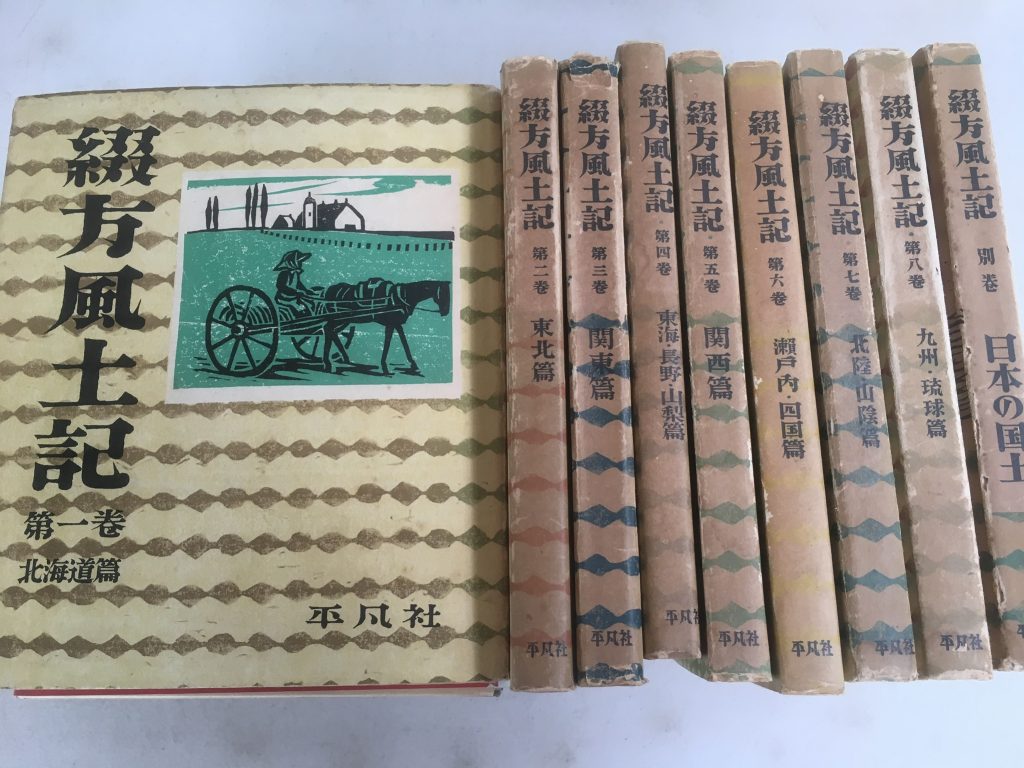 綴方風土記
第一巻
北海道篇
平凡社
綴方風土記
第二巻
東北篇
平凡社
綴方風土記
第三巻
関東篇
平凡社
綴方風土記
第四巻
東海・長野・山梨篇
平凡社
綴方風土記
第五巻
関西篇
平凡社
綴方風土記
第六巻
瀬戸内・四国篇
平凡社
綴方風土記
第七巻
北陸・山陰篇
平凡社
綴方風土記
第八巻
九州・琉球篇
平凡社
綴方風土記
別巻
日本の国土